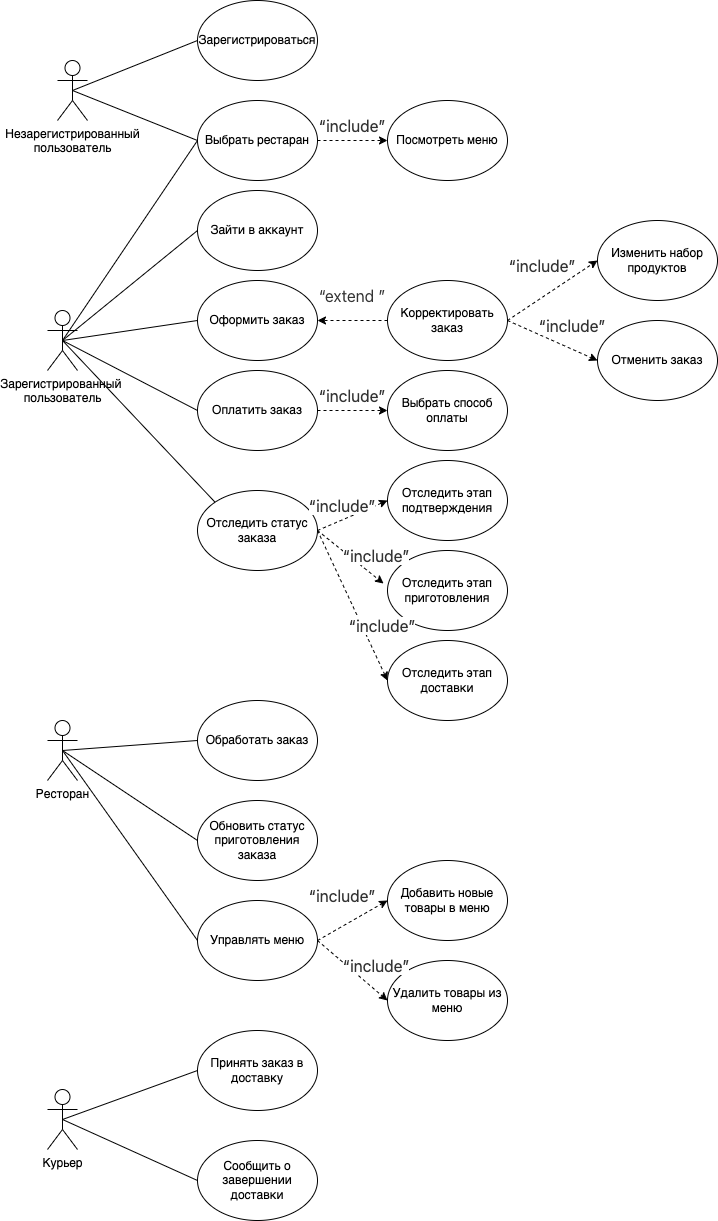 Зарегистрироваться
Незарегистрированный
пользователь
Выбрать рестаран
“include”
Посмотреть меню
Зайти в аккаунт
Изменить набор
продуктов
“include”
Зарегистрированный
пользователь
Оформить заказ
“extend ”
Корректировать
заказ
“include”
Отменить заказ
Оплатить заказ
“include”
Выбрать способ
оплаты
Отследить статус
заказа
“include”
Отследить этап
подтверждения
“include”
Отследить этап
приготовления
“include”
Отследить этап
доставки
Ресторан
Обработать заказ
Обновить статус
приготовления
заказа
Управлять меню
“include”
Добавить новые
товары в меню
“include”
Удалить товары из
меню
Курьер
Принять заказ в
доставку
Сообщить о
завершении
доставки